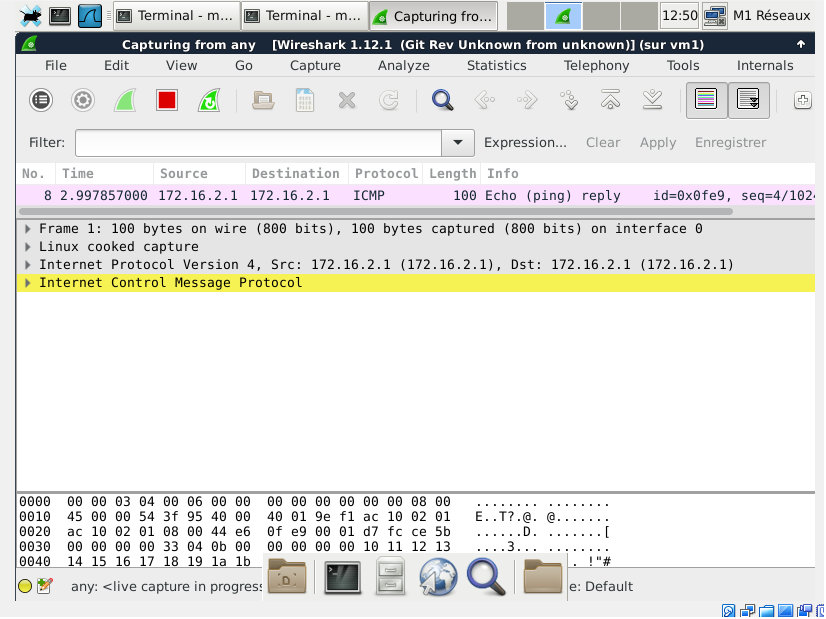 Terminal - m... Terminal - m... Capturing fro... 12:50 M1 Réseaux
Capturing from any [Wireshark 1.12.1 (Git Rev Unknown from unknown)] (sur vm1)
File Edit View Go Capture Analyze Statistics Telephony Tools Internals
Filter: Expression... Clear Apply Enregistrer
No. Time Source Destination Protocol Length Info
8 2.997857000 172.16.2.1 172.16.2.1 ICMP 100 Echo (ping) reply id=0x0fe9, seq=4/1024
Frame 1: 100 bytes on wire (800 bits), 100 bytes captured (800 bits) on interface 0
Linux cooked capture
Internet Protocol Version 4, Src: 172.16.2.1 (172.16.2.1), Dst: 172.16.2.1 (172.16.2.1)
Internet Control Message Protocol
0000 00 00 03 04 00 06 00 00 00 00 00 00 00 00 08 00 ........ ........
0010 45 00 00 54 3f 95 40 00 40 01 9e f1 ac 10 02 01 E..T?.@. @.......
0020 ac 10 02 01 08 00 44 e6 0f e9 00 01 d7 fc ce 5b ......D. .......[
0030 00 00 00 00 33 04 0b 00 00 00 00 00 10 11 12 13 ....3... ........
0040 14 15 16 17 18 19 1a 1b . !"#
any: <live capture in progress e: Default